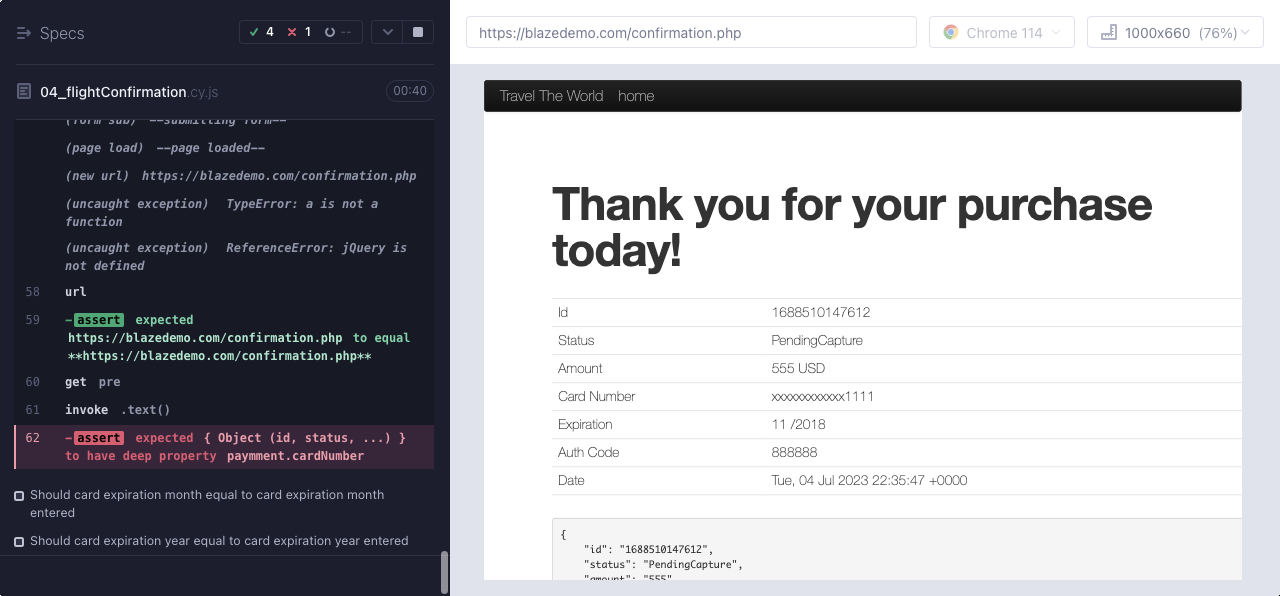 Specs
4 1 --
04_flightConfirmation.cy.js 00:40
(form sub) --submitting form--
(page load) --page loaded--
(new url) https://blazedemo.com/confirmation.php
(uncaught exception) TypeError: a is not a
function
(uncaught exception) ReferenceError: jQuery is
not defined
58 url
59 -assert expected
https://blazedemo.com/confirmation.php to equal
**https://blazedemo.com/confirmation.php**
60 get pre
61 invoke .text()
62 -assert expected { Object (id, status, ...) }
to have deep property paymment.cardNumber
Should card expiration month equal to card expiration month
entered
Should card expiration year equal to card expiration year entered
https://blazedemo.com/confirmation.php
Chrome 114
1000x660 (76%)
Travel The World home
Thank you for your purchase
today!
Id 1688510147612
Status PendingCapture
Amount 555 USD
Card Number xxxxxxxxxxxx1111
Expiration 11 /2018
Auth Code 888888
Date Tue, 04 Jul 2023 22:35:47 +0000
{
"id": "1688510147612",
"status": "PendingCapture",
"amount": "555"